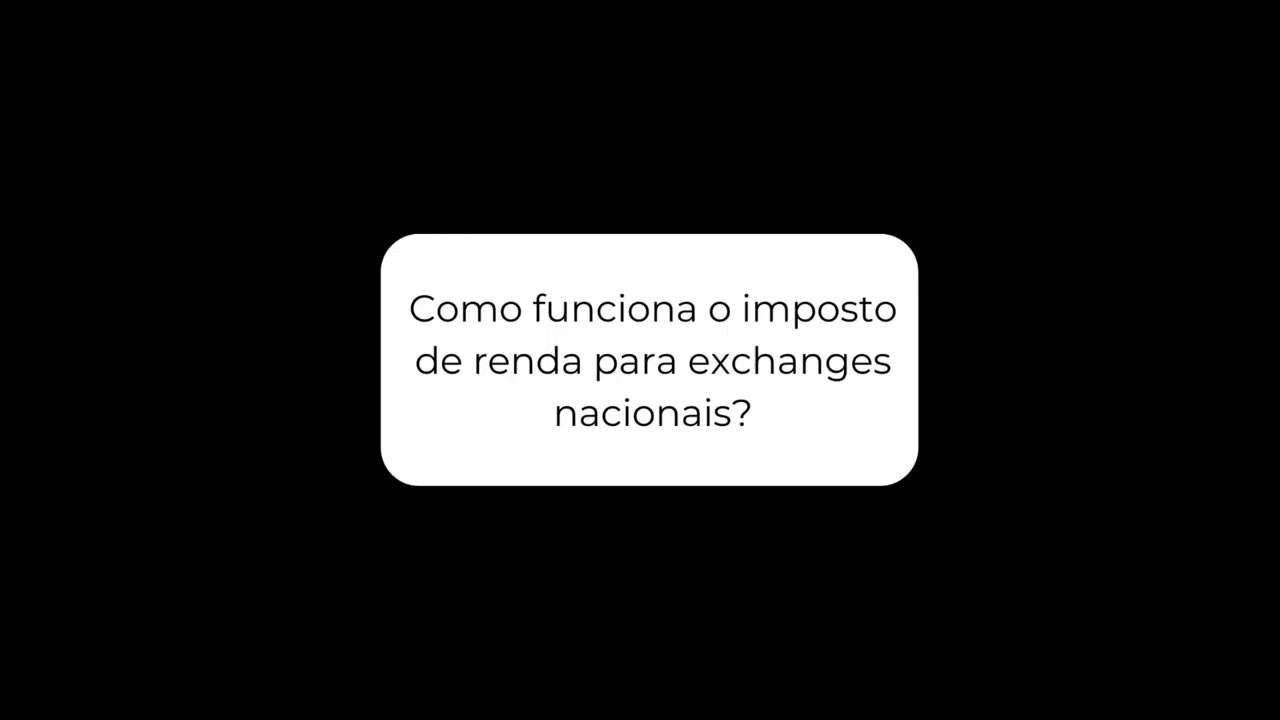 Como funciona o imposto
de renda para exchanges
nacionais?